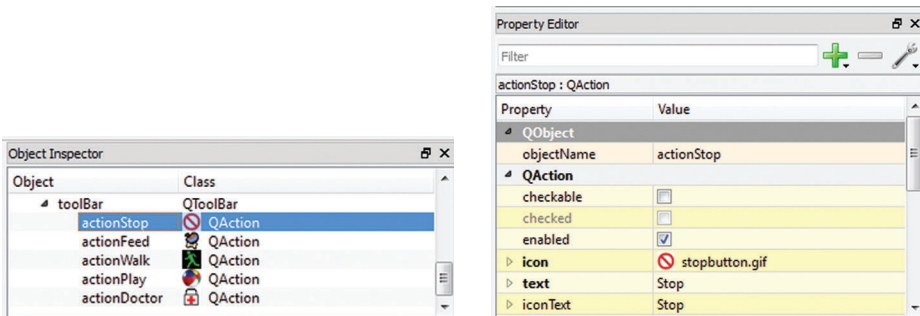 Object Inspector
Object Class
toolBar QToolBar
actionStop QAction
actionFeed QAction
actionWalk QAction
actionPlay QAction
actionDoctor QAction
Property Editor
Filter
actionStop : QAction
Property Value
QObject
objectName actionStop
QAction
checkable
checked
enabled
icon stopbutton.gif
text Stop
iconText Stop